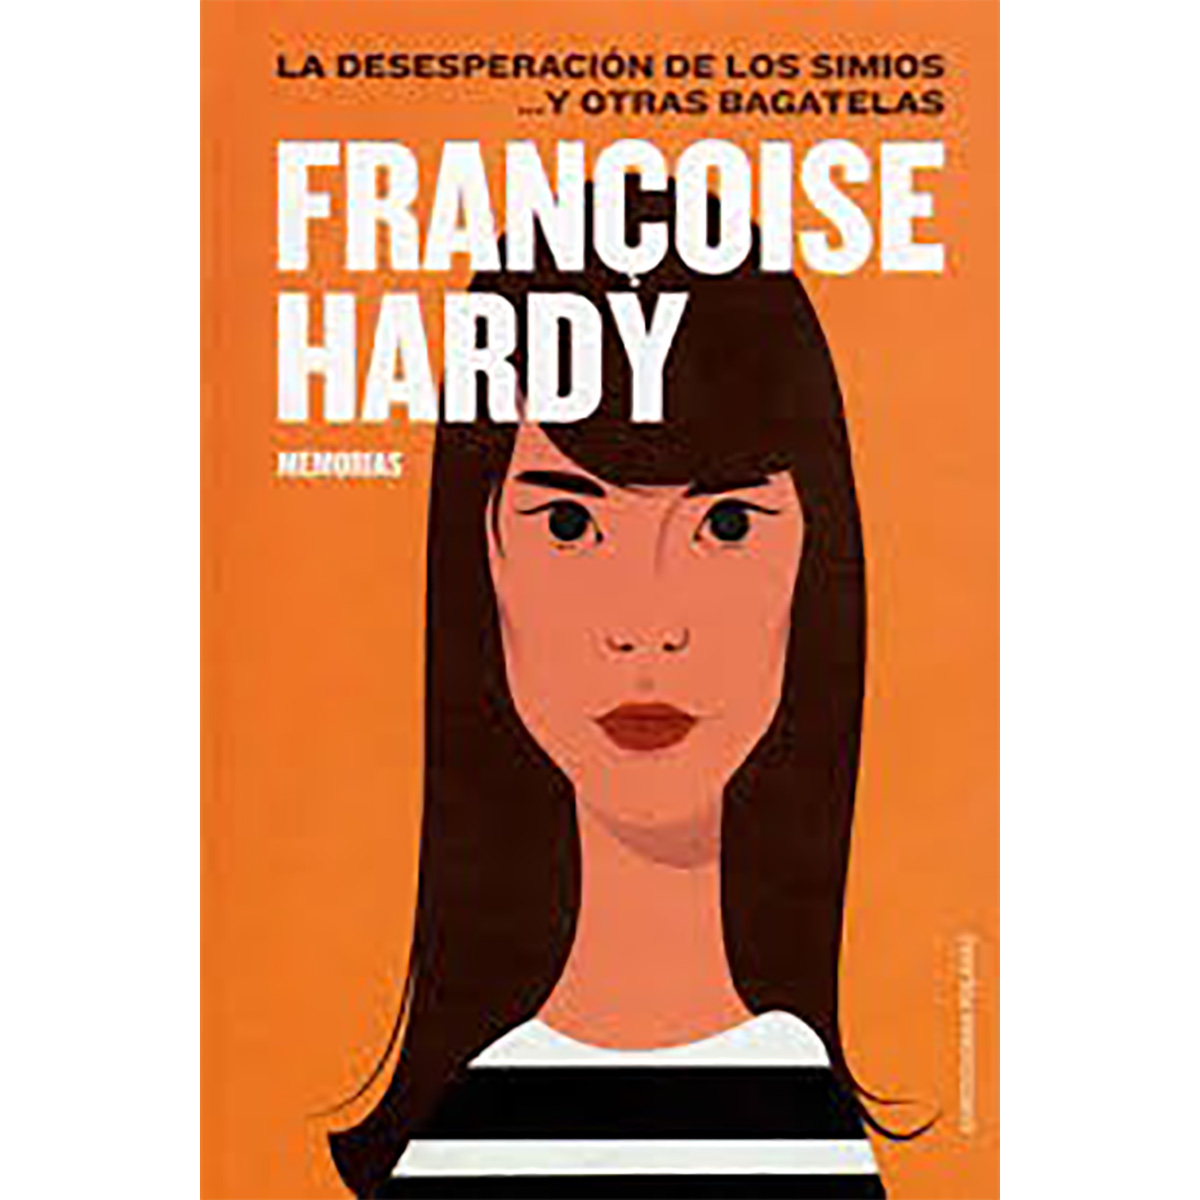 LA DESESPERACIÓN DE LOS SIMIOS
...Y OTRAS BAGATELAS
FRANÇOISE
HARDY
MEMORIAS